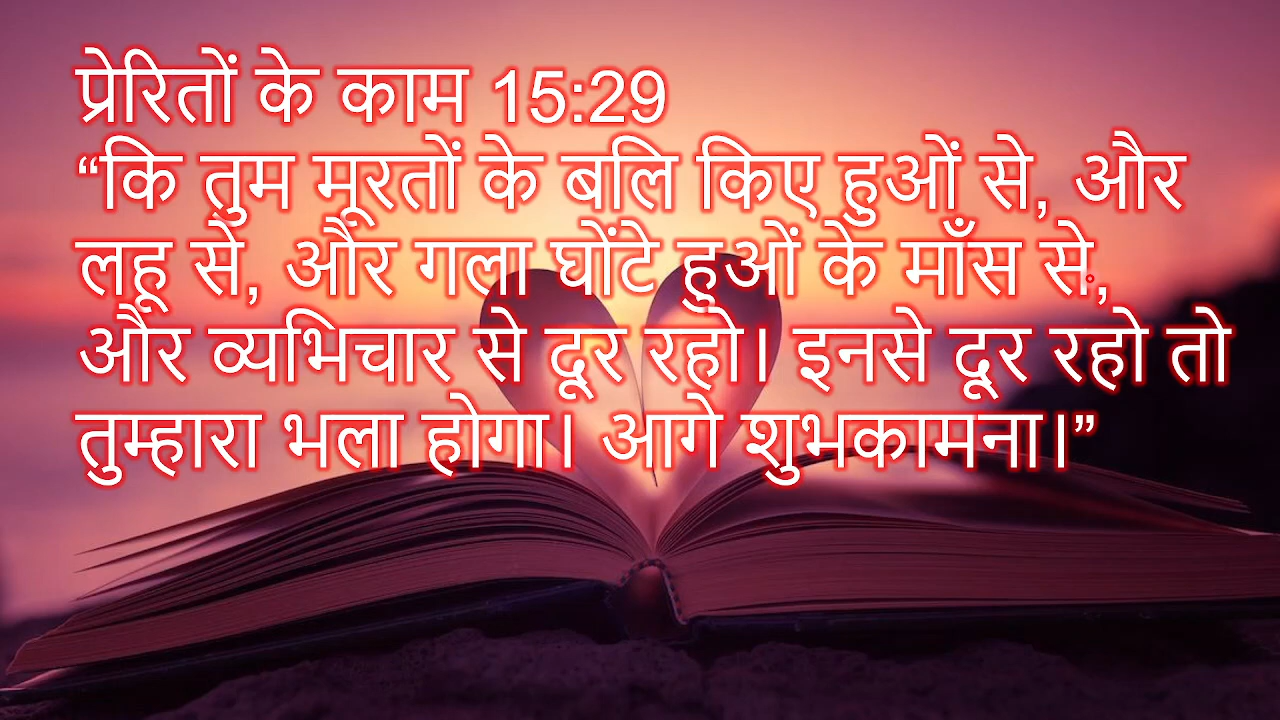 प्रेरितों के काम 15:29
“कि तुम मूरतों के बलि किए हुओं से, और
लहू से, और गला घोंटे हुओं के माँस से,
और व्यभिचार से दूर रहो। इनसे दूर रहो तो
तुम्हारा भला होगा। आगे शुभकामना।”